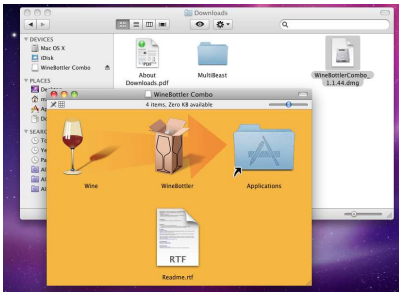 Downloads
DEVICES
Mac OS X
iDisk
WineBottler Combo
PLACES
About
Downloads.pdf
MultiBeast
WineBottlerCombo_
1.1.44.dmg
WineBottler Combo
4 items, Zero KB available
Wine
WineBottler
Applications
RTF
Readme.rtf